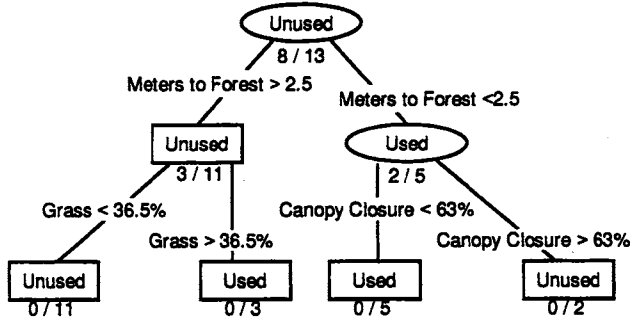 Unused
8 / 13
Meters to Forest > 2.5
Meters to Forest <2.5
Unused
Used
3 / 11
2 / 5
Grass < 36.5%
Canopy Closure < 63%
Grass > 36.5%
Canopy Closure > 63%
Unused
Used
Used
Unused
0 / 11
0 / 3
0 / 5
0 / 2